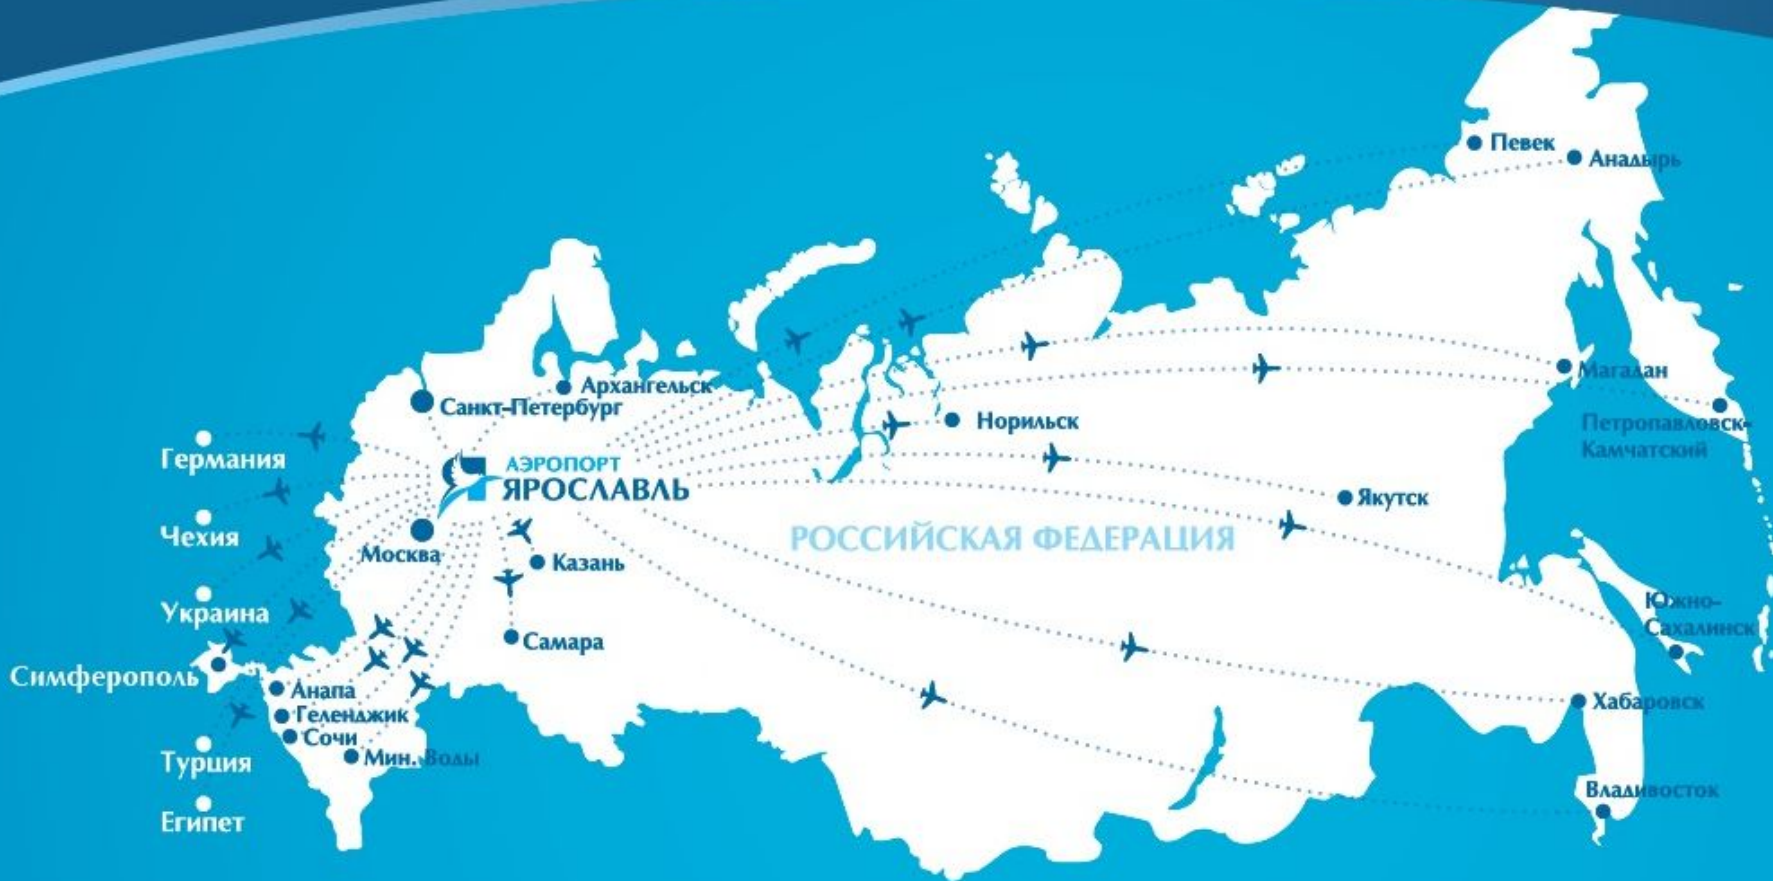 Певек
Анадырь
Архангельск
Санкт-Петербург
Магадан
Петропавловск-
Камчатский
Норильск
Германия
АЭРОПОРТ
ЯРОСЛАВЛЬ
Якутск
Чехия
Москва
РОССИЙСКАЯ ФЕДЕРАЦИЯ
Казань
Украина
Южно-
Сахалинск
Самара
Симферополь
Анапа
Геленджик
Сочи
Мин. Воды
Хабаровск
Турция
Владивосток
Египет